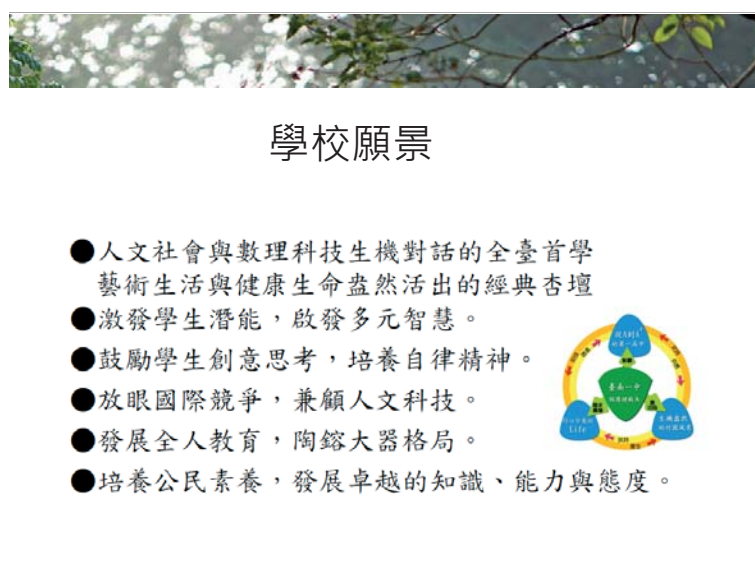 學校願景
●人文社會與數理科技生機對話的全臺首學
藝術生活與健康生命盎然活出的經典杏壇
●激發學生潛能，啟發多元智慧。
●鼓勵學生創意思考，培養自律精神。
●放眼國際競爭，兼顧人文科技。
●發展全人教育，陶鎔大器格局。
●培養公民素養，發展卓越的知識、能力與態度。
臺南一中
Life